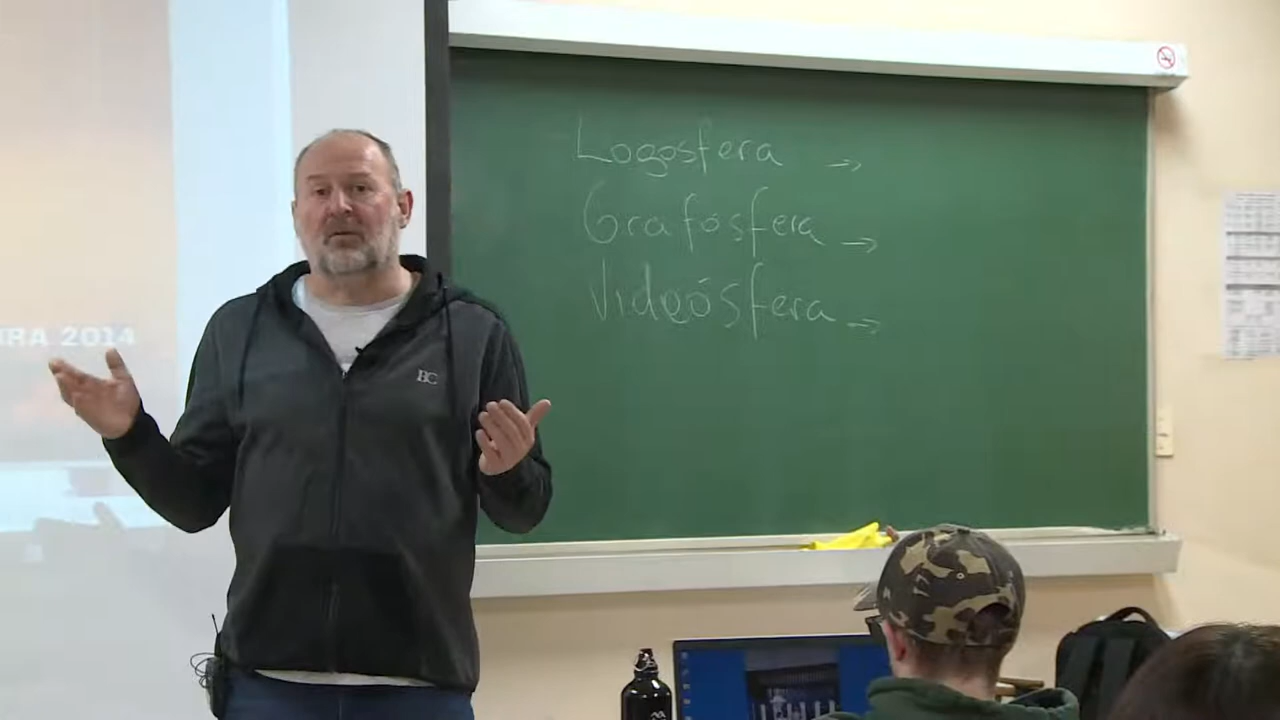 Logosfera →
Grafósfera →
Videósfera →
IRA 2014
BC